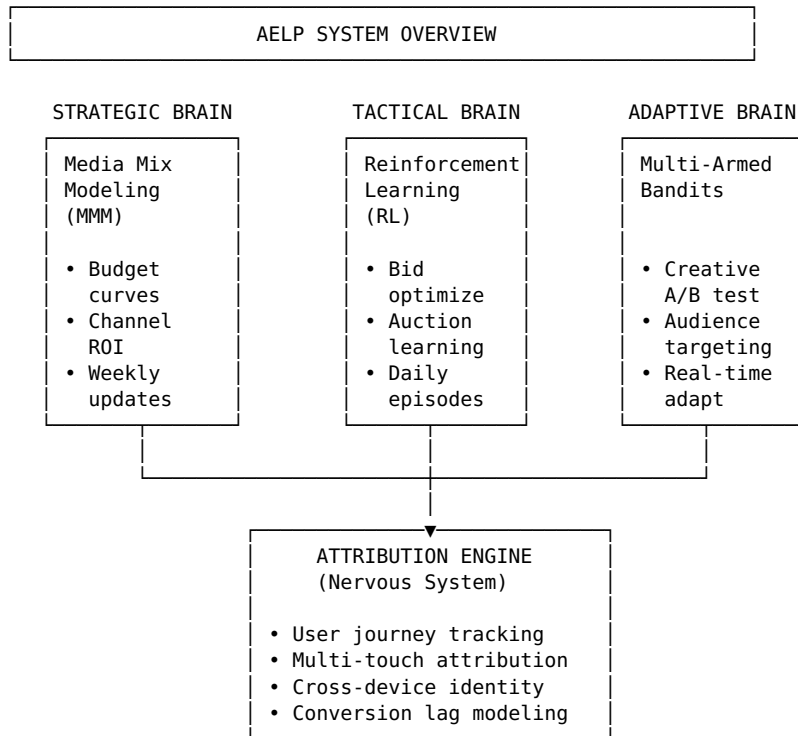 AELP SYSTEM OVERVIEW
STRATEGIC BRAIN
Media Mix
Modeling
(MMM)
• Budget
curves
• Channel
ROI
• Weekly
updates
TACTICAL BRAIN
Reinforcement
Learning
(RL)
• Bid
optimize
• Auction
learning
• Daily
episodes
ADAPTIVE BRAIN
Multi-Armed
Bandits
• Creative
A/B test
• Audience
targeting
• Real-time
adapt
ATTRIBUTION ENGINE
(Nervous System)
• User journey tracking
• Multi-touch attribution
• Cross-device identity
• Conversion lag modeling